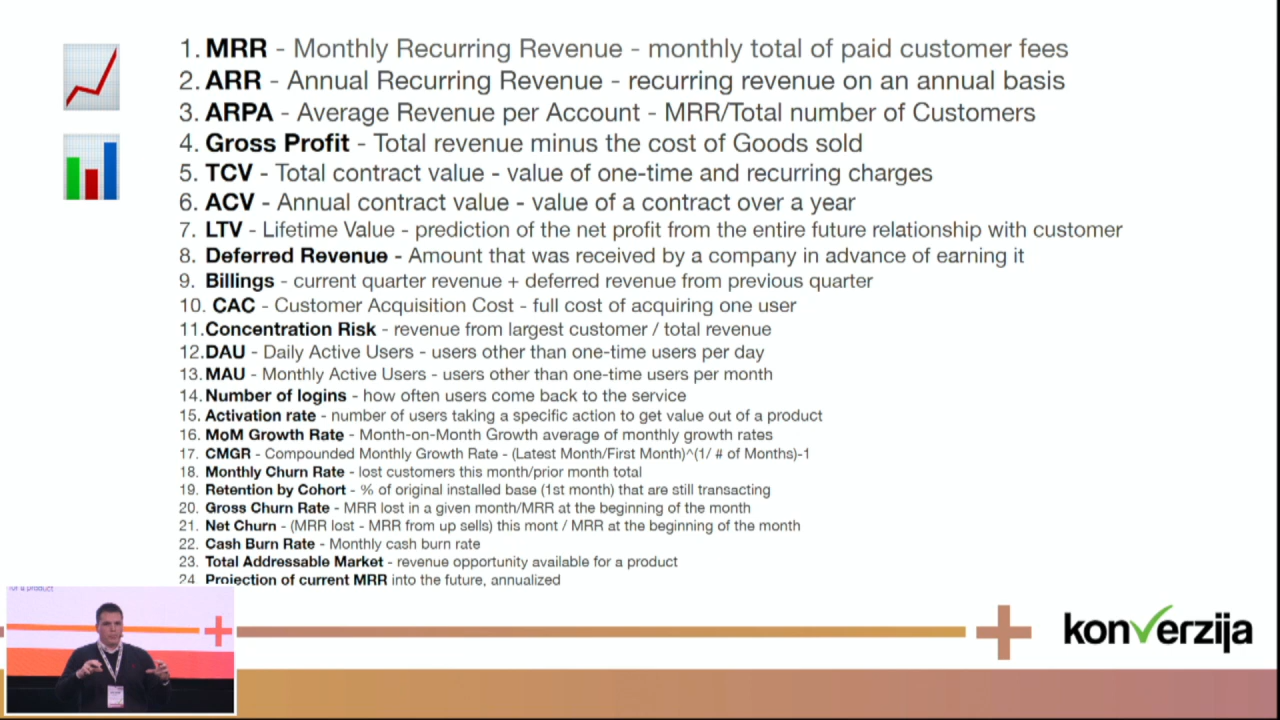 1. MRR - Monthly Recurring Revenue - monthly total of paid customer fees
2. ARR - Annual Recurring Revenue - recurring revenue on an annual basis
3. ARPA - Average Revenue per Account - MRR/Total number of Customers
4. Gross Profit - Total revenue minus the cost of Goods sold
5. TCV - Total contract value - value of one-time and recurring charges
6. ACV - Annual contract value - value of a contract over a year
7. LTV - Lifetime Value - prediction of the net profit from the entire future relationship with customer
8. Deferred Revenue - Amount that was received by a company in advance of earning it
9. Billings - current quarter revenue + deferred revenue from previous quarter
10. CAC - Customer Acquisition Cost - full cost of acquiring one user
11. Concentration Risk - revenue from largest customer / total revenue
12. DAU - Daily Active Users - users other than one-time users per day
13. MAU - Monthly Active Users - users other than one-time users per month
14. Number of logins - how often users come back to the service
15. Activation rate - number of users taking a specific action to get value out of a product
16. MoM Growth Rate - Month-on-Month Growth average of monthly growth rates
17. CMGR - Compounded Monthly Growth Rate - (Latest Month/First Month)^(1/ # of Months)-1
18. Monthly Churn Rate - lost customers this month/prior month total
19. Retention by Cohort - % of original installed base (1st month) that are still transacting
20. Gross Churn Rate - MRR lost in a given month/MRR at the beginning of the month
21. Net Churn - (MRR lost - MRR from up sells) this mont / MRR at the beginning of the month
22. Cash Burn Rate - Monthly cash burn rate
23. Total Addressable Market - revenue opportunity available for a product
24 Projection of current MRR into the future, annualized
for a product
konverzija